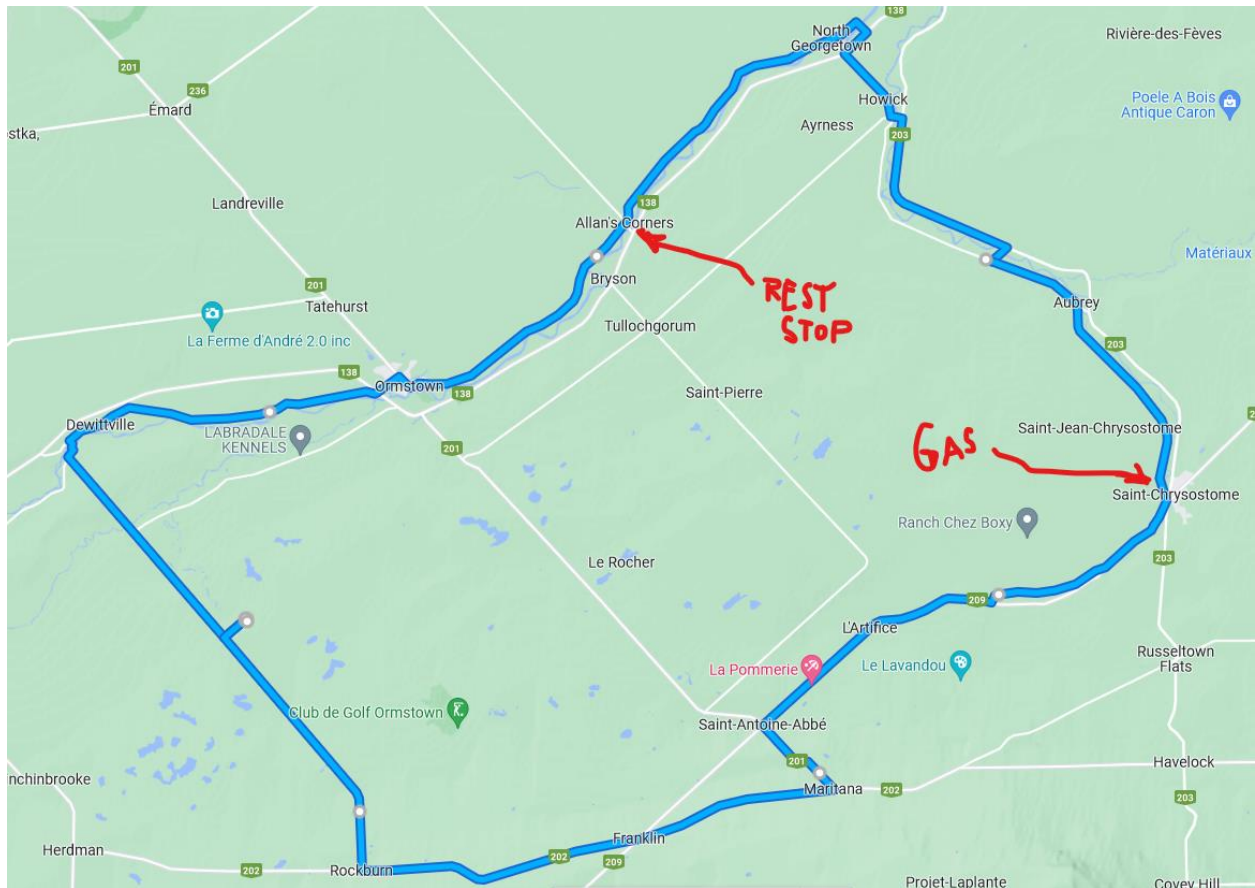 138
North
Georgetown
Rivière-des-Fèves
201
236
Émard
Howick
Poele A Bois
Antique Caron
ostka,
Ayrness
203
Landreville
138
Allan's Corners
Matériaux
Bryson
201
REST
STOP
Tatehurst
Aubrey
La Ferme d'André 2.0 inc
Tullochgorum
203
138
Ormstown
138
Saint-Pierre
Dewittville
LABRADALE
KENNELS
201
Saint-Jean-Chrysostome
GAS
Saint-Chrysostome
Ranch Chez Boxy
Le Rocher
203
209
L'Artifice
La Pommerie
Le Lavandou
Russeltown
Flats
Club de Golf Ormstown
Saint-Antoine-Abbé
201
Havelock
nchinbrooke
Maritana
202
203
Franklin
Herdman
202
Rockburn
202
209
Projet-Laplante
Covey Hill